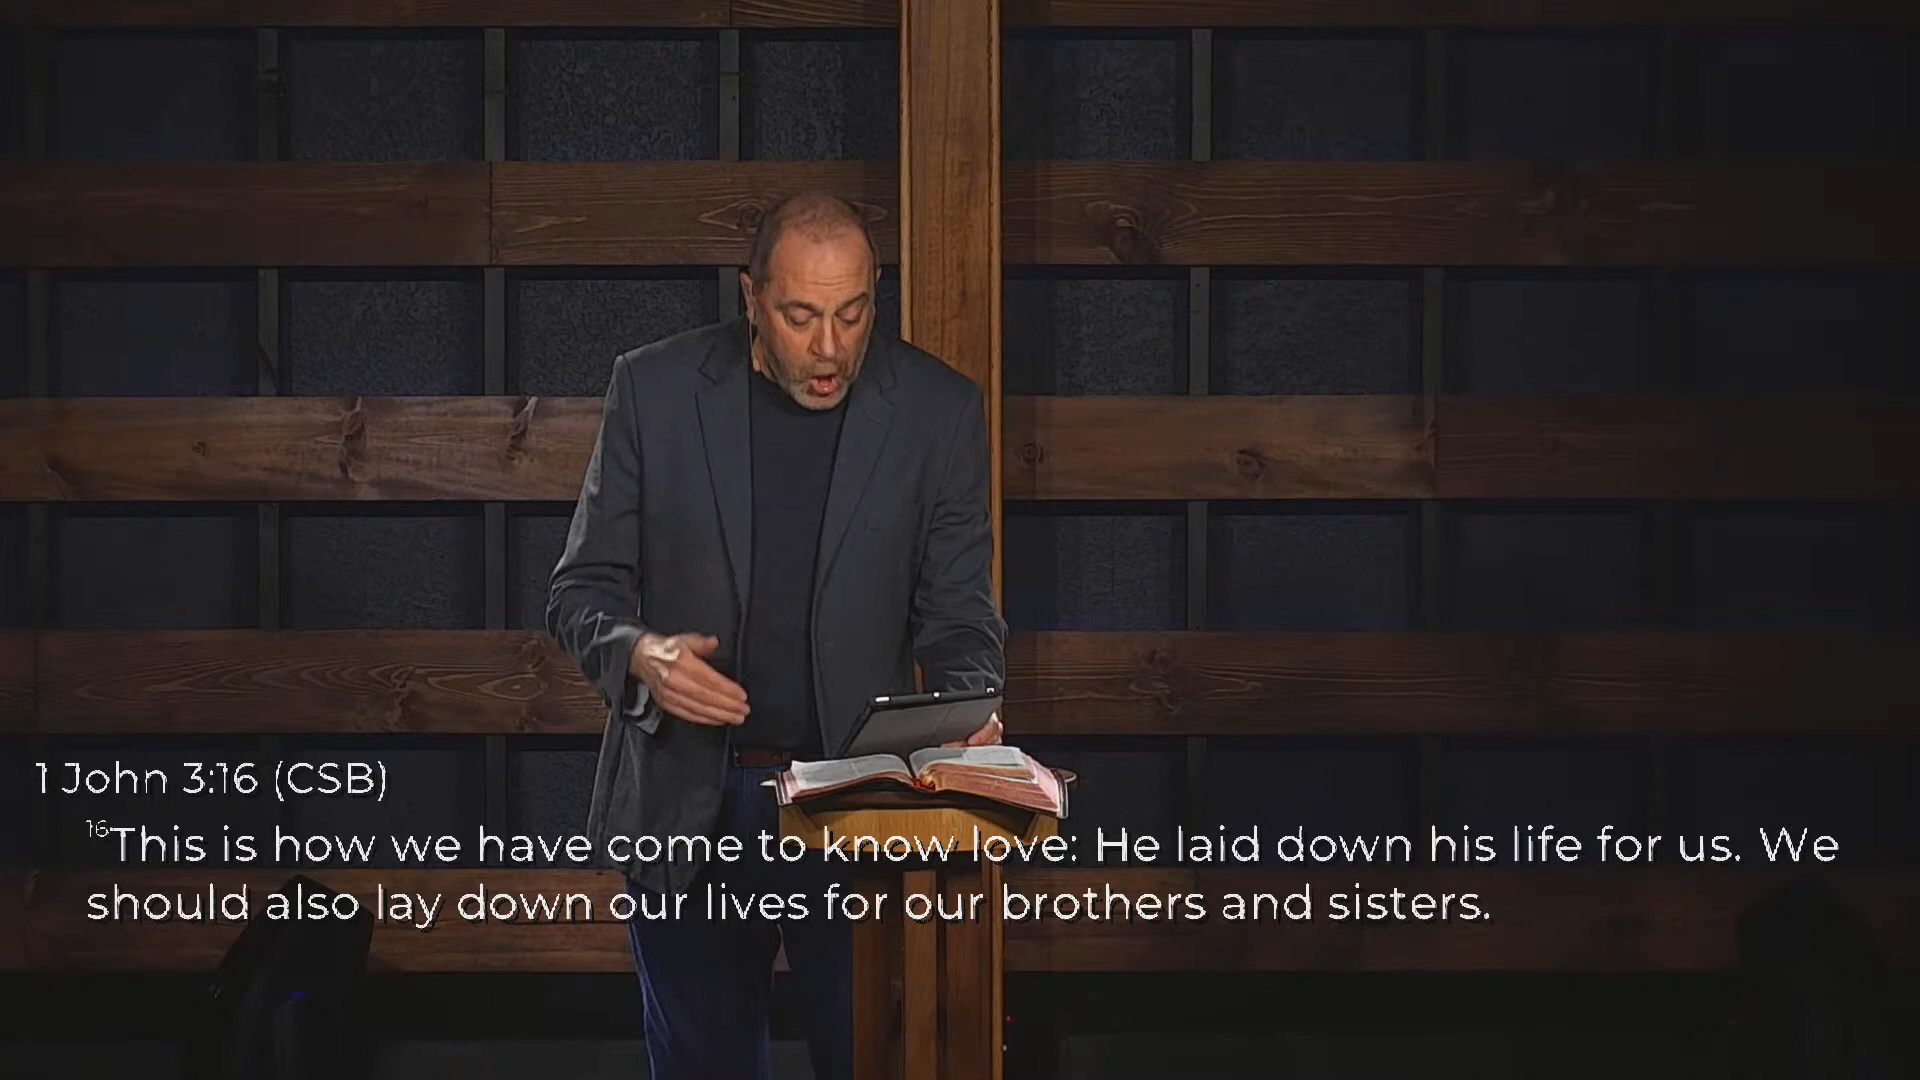 1 John 3:16 (CSB)
16This is how we have come to know love: He laid down his life for us. We
should also lay down our lives for our brothers and sisters.